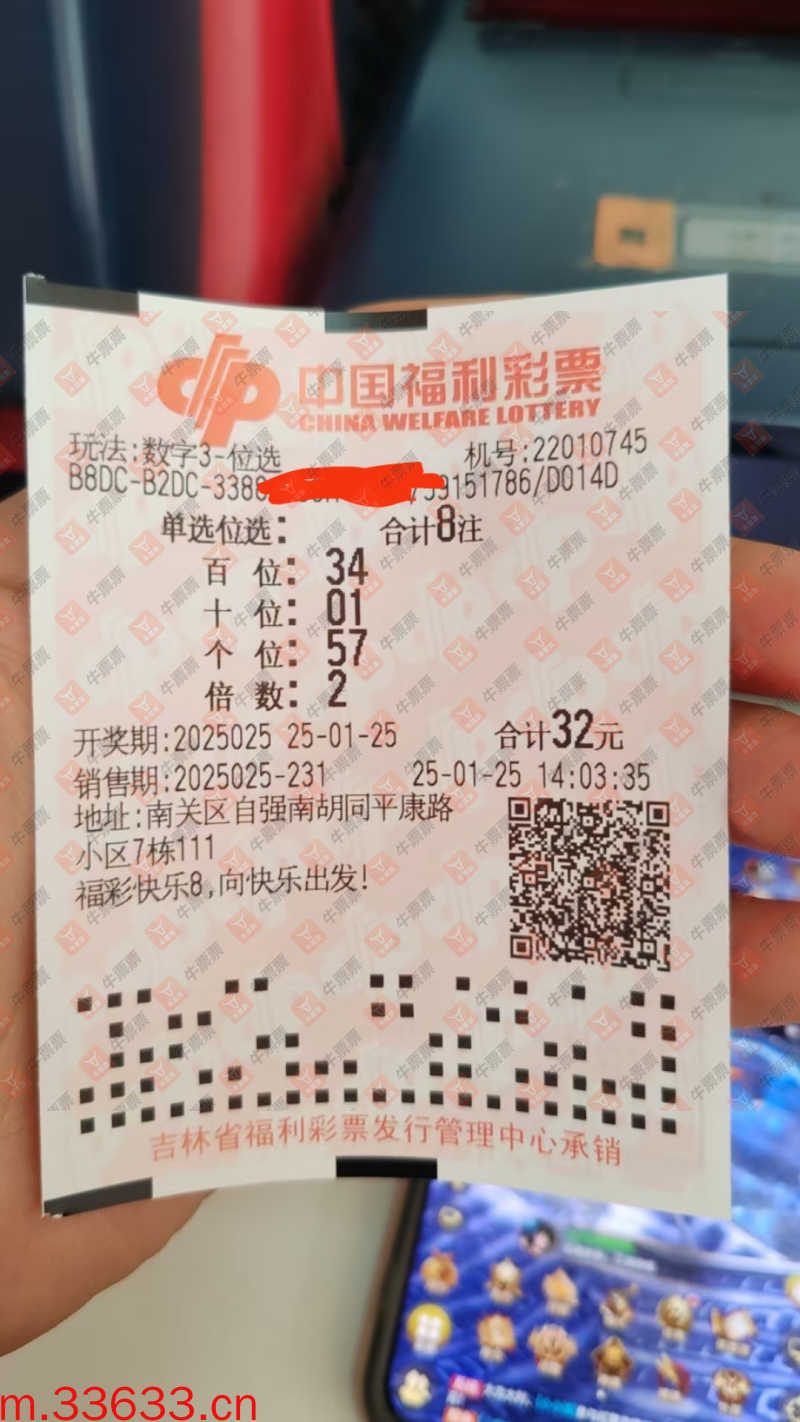 中国福利彩票
CHINA WELFARE LOTTERY
玩法:数字3-位选 机号:22010745
B8DC-B2DC-338 59151786/D014D
单选位选: 合计8注
百 位: 34
十 位: 01
个 位: 57
倍 数: 2
开奖期:2025025 25-01-25 合计32元
销售期:2025025-231 25-01-25 14:03:35
地址:南关区自强南胡同平康路
小区7栋111
福彩快乐8,向快乐出发!
吉林省福利彩票发行管理中心承销
牛票票
m.33633.cn